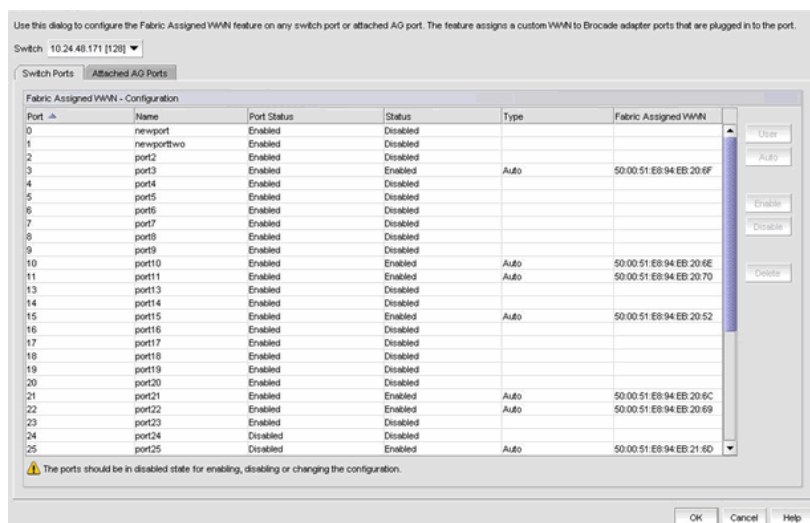 Use this dialog to configure the Fabric Assigned WWN feature on any switch port or attached AG port. The feature assigns a custom WWN to Brocade adapter ports that are plugged in to the port.
Switch 10.24.48.171 [128]
Switch Ports Attached AG Ports
Fabric Assigned WWN - Configuration
Port Name Port Status Status Type Fabric Assigned WWN
0 newport Enabled Disabled
1 newporttwo Enabled Disabled
2 port2 Enabled Disabled
3 port3 Enabled Enabled Auto 50:00:51:E8:94:EB:20:6F
4 port4 Enabled Disabled
5 port5 Enabled Disabled
6 port6 Enabled Disabled
7 port7 Enabled Disabled
8 port8 Enabled Disabled
9 port9 Enabled Disabled
10 port10 Enabled Enabled Auto 50:00:51:E8:94:EB:20:6E
11 port11 Enabled Enabled Auto 50:00:51:E8:94:EB:20:70
13 port13 Enabled Disabled
14 port14 Enabled Disabled
15 port15 Enabled Enabled Auto 50:00:51:E8:94:EB:20:52
16 port16 Enabled Disabled
17 port17 Enabled Disabled
18 port18 Enabled Disabled
19 port19 Enabled Disabled
20 port20 Enabled Disabled
21 port21 Enabled Enabled Auto 50:00:51:E8:94:EB:20:6C
22 port22 Enabled Enabled Auto 50:00:51:E8:94:EB:20:69
23 port23 Enabled Disabled
24 port24 Disabled Disabled
25 port25 Disabled Enabled Auto 50:00:51:E8:94:EB:21:6D
User
Auto
Enable
Disable
Delete
The ports should be in disabled state for enabling, disabling or changing the configuration.
OK Cancel Help